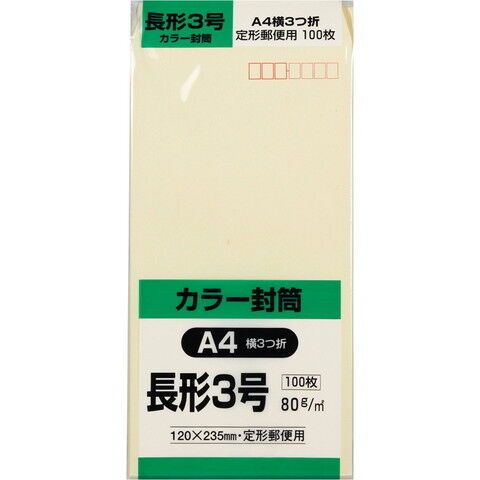 長形3号
カラー封筒
A4横3つ折
定形郵便用 100枚
カラー封筒
A4 横3つ折
長形3号
100枚
80g/㎡
120×235mm・定形郵便用